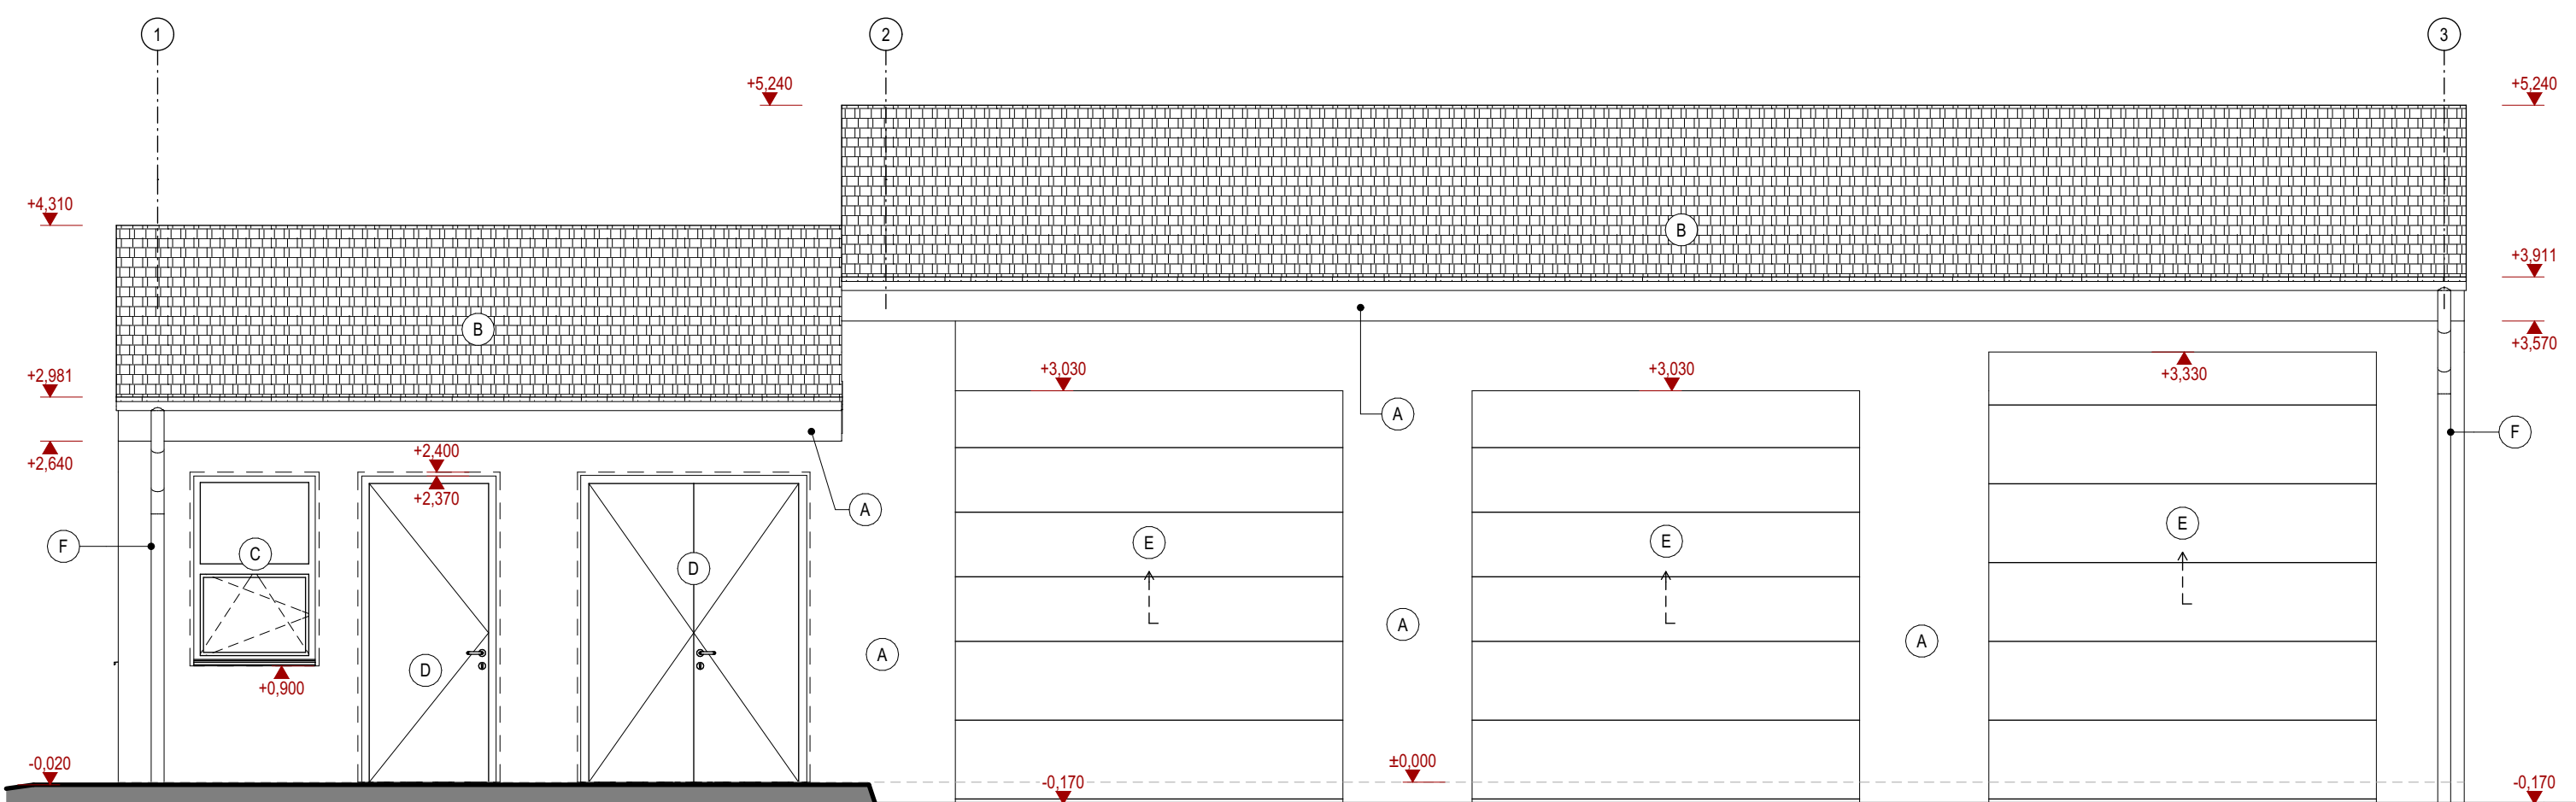 1
2
3
+5,240
+5,240
+4,310
B
+3,911
B
+3,570
+2,981
+3,030
+3,030
+3,330
A
+2,640
+2,400
F
+2,370
A
E
E
E
F
C
D
A
A
A
D
+0,900
-0,020
±0,000
-0,170
-0,170